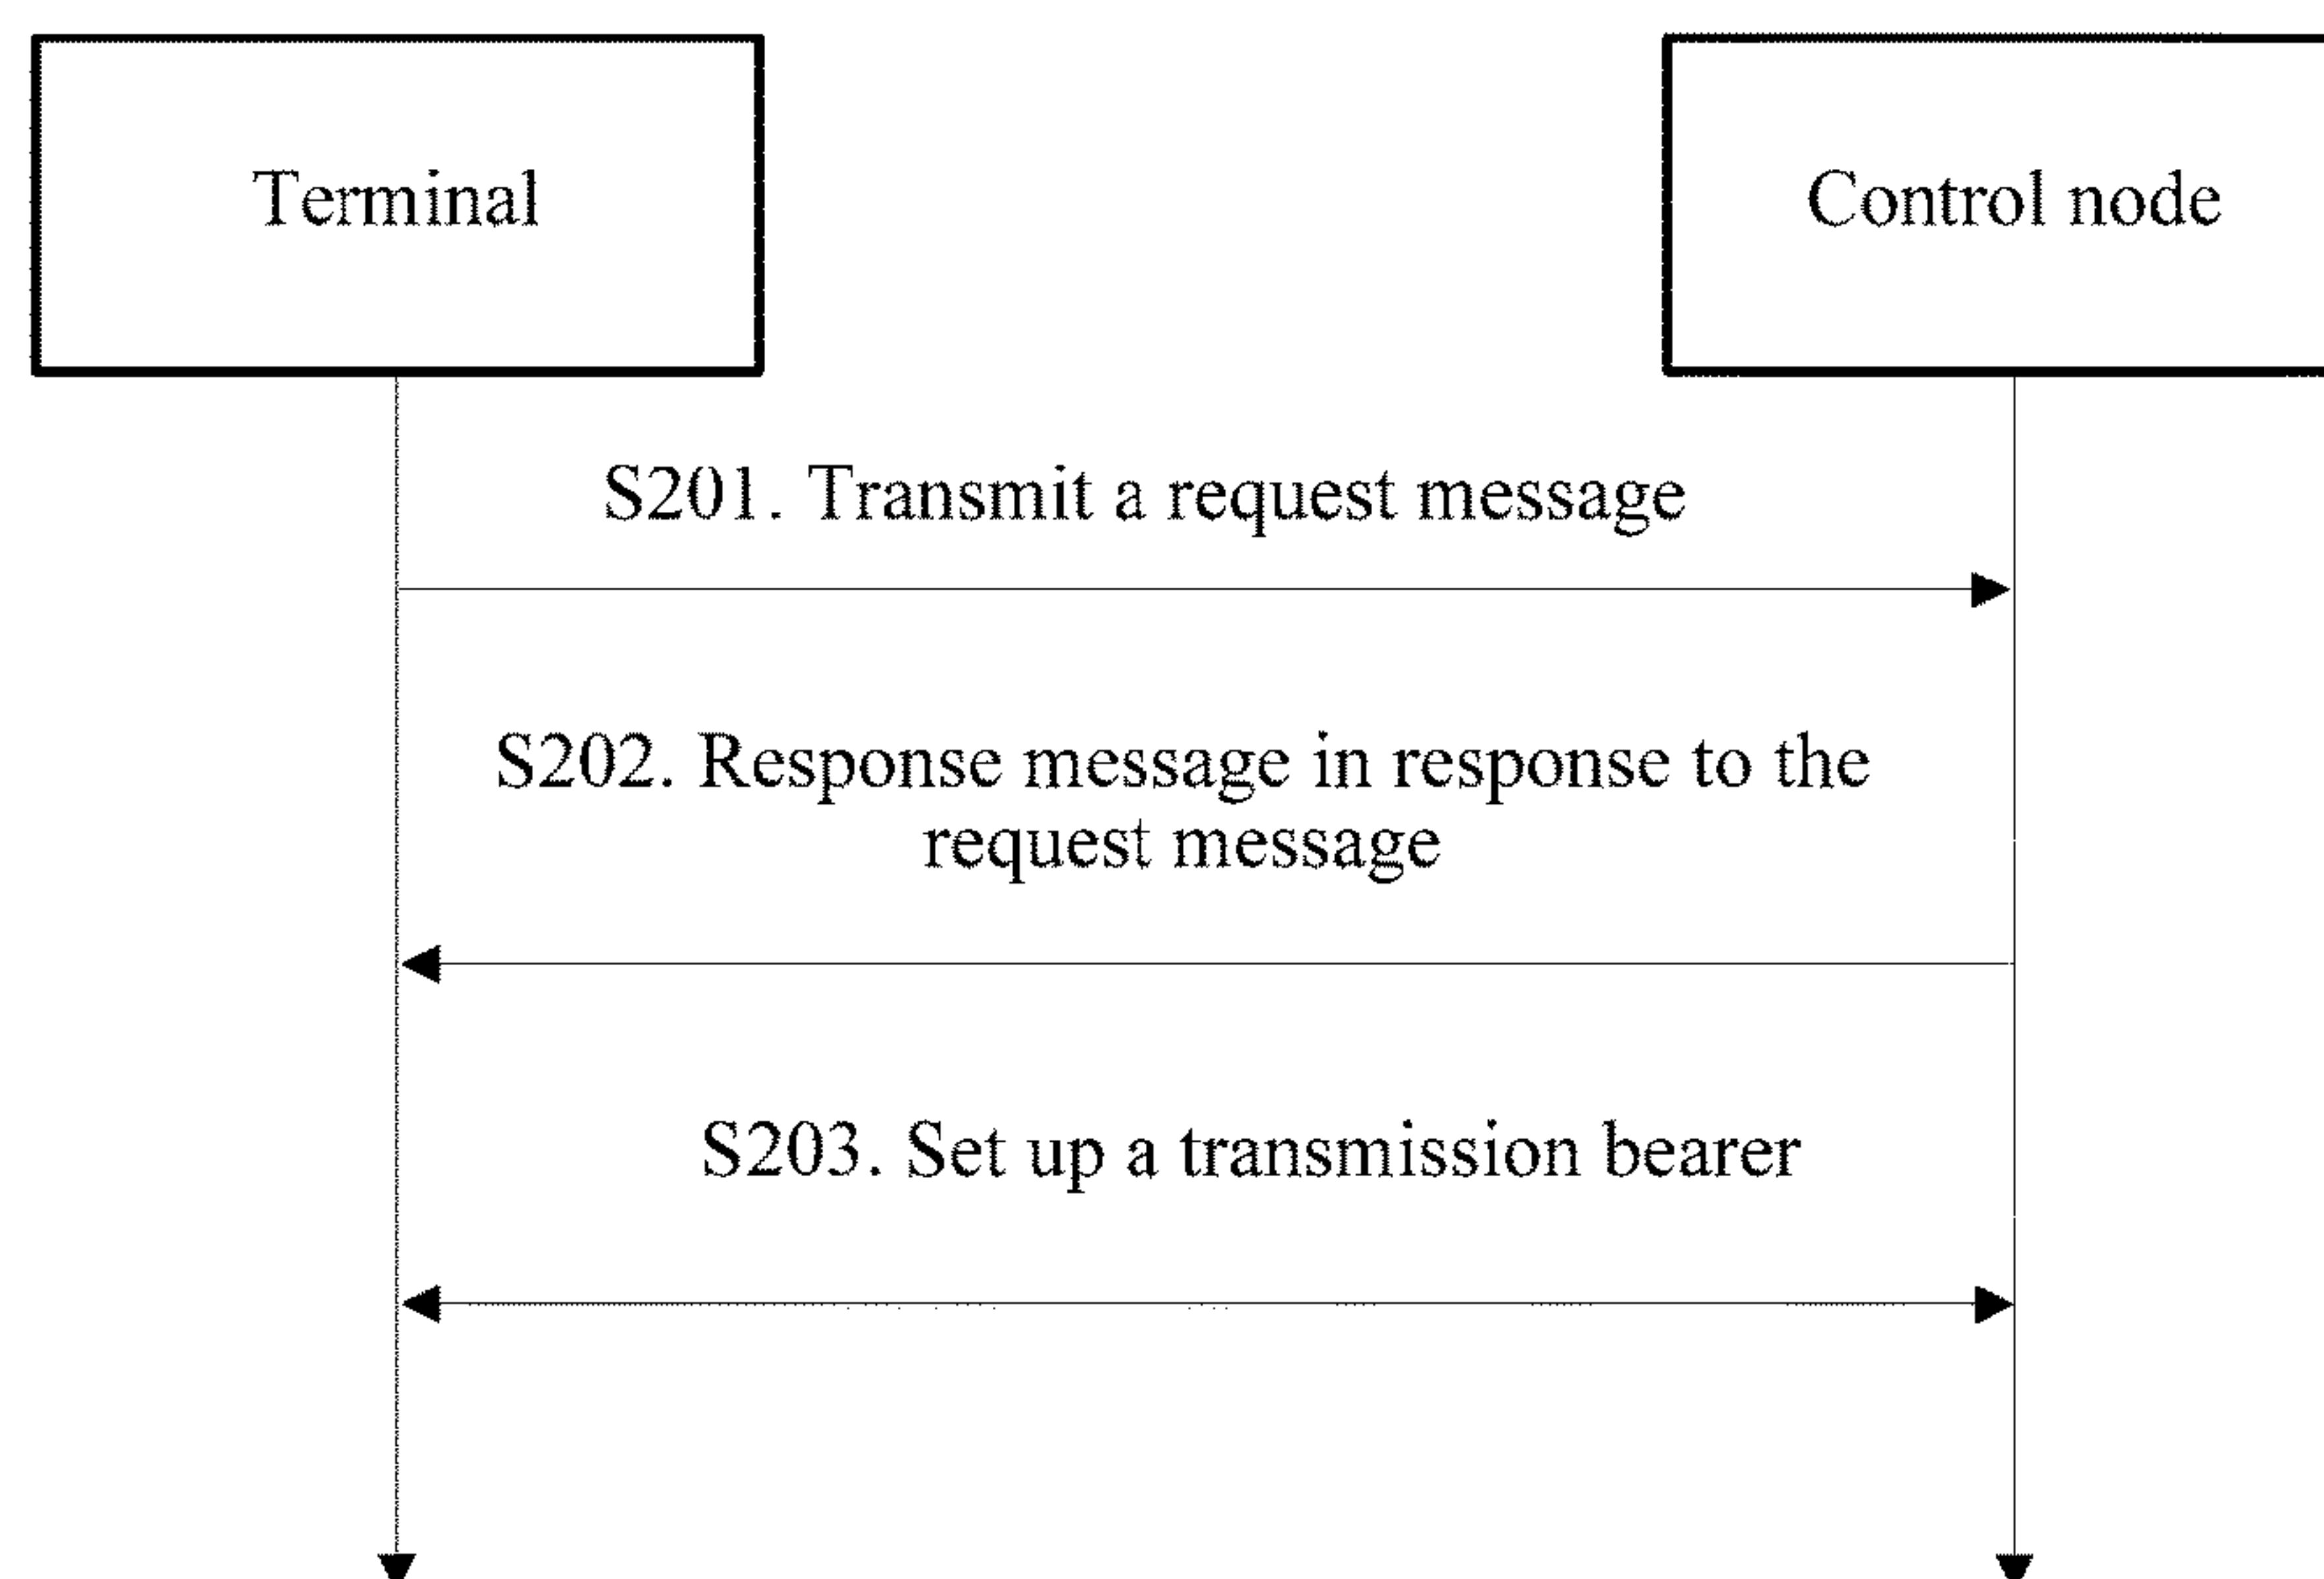 Terminal
Control node
S201. Transmit a request message
S202. Response message in response to the
request message
S203. Set up a transmission bearer